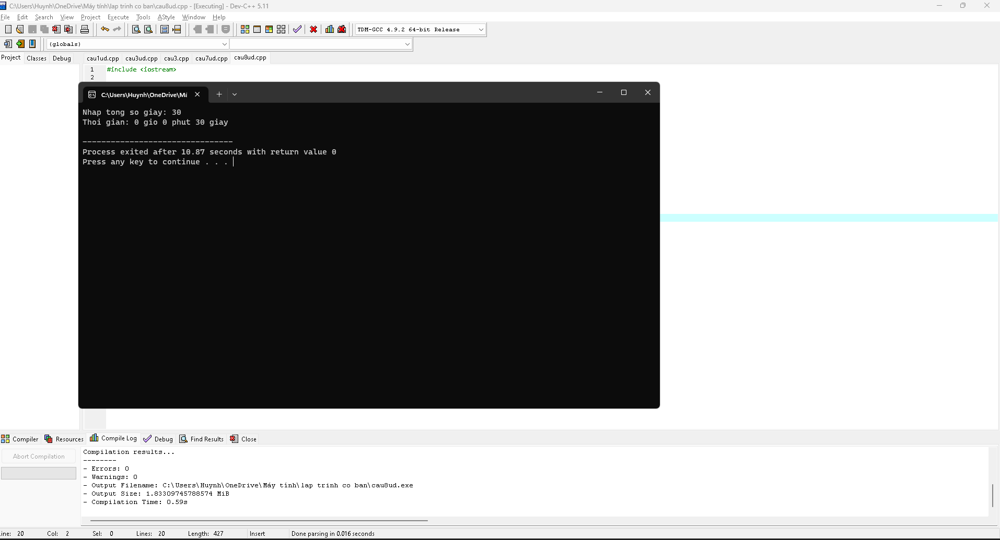 C:\Users\Huynh\OneDrive\Máy tính\lap trinh co ban\cau8ud.cpp - [Executing] - Dev-C++ 5.11
File Edit Search View Project Execute Tools AStyle Window Help
TDM-GCC 4.9.2 64-bit Release
(globals)
Project Classes Debug cau1ud.cpp cau3ud.cpp cau3.cpp cau7ud.cpp cau8ud.cpp
1 #include <iostream>
2
C:\Users\Huynh\OneDrive\Má
Nhap tong so giay: 30
Thoi gian: 0 gio 0 phut 30 giay
--------------------------------
Process exited after 10.87 seconds with return value 0
Press any key to continue . . .
Compiler Resources Compile Log Debug Find Results Close
Abort Compilation
Compilation results...
--------
- Errors: 0
- Warnings: 0
- Output Filename: C:\Users\Huynh\OneDrive\Máy tính\lap trinh co ban\cau8ud.exe
- Output Size: 1.83309745788574 MiB
- Compilation Time: 0.59s
ine: 20 Col: 2 Sel: 0 Lines: 20 Length: 427 Insert Done parsing in 0.016 seconds